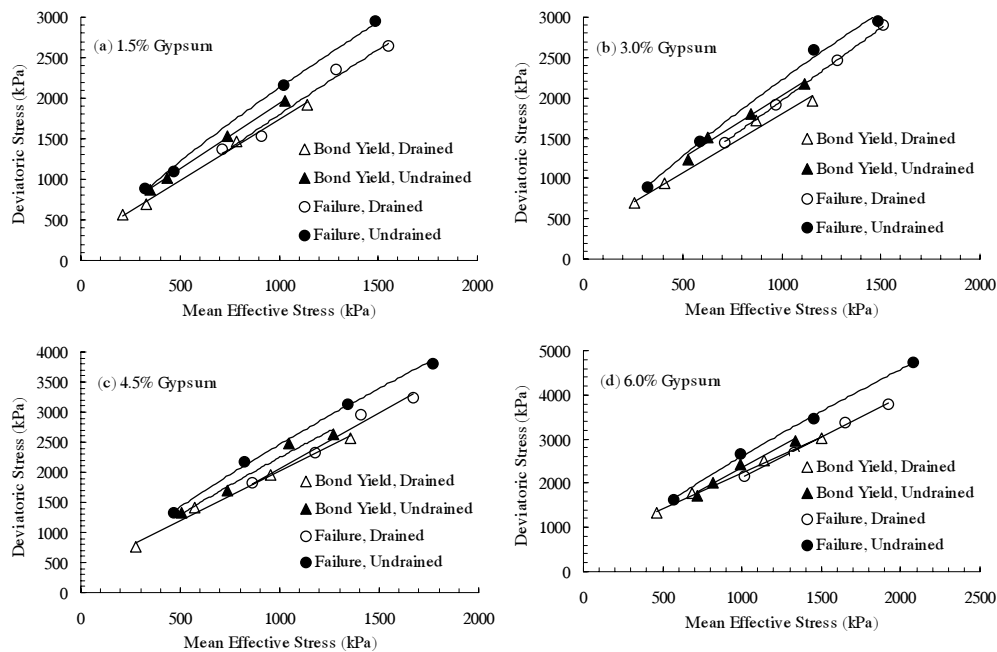 3000
2500
2000
1500
1000
500
0
Deviatoric Stress (kPa)
(a) 1.5% Gypsum
Bond Yield, Drained
Bond Yield, Undrained
Failure, Drained
Failure, Undrained
0 500 1000 1500 2000
Mean Effective Stress (kPa)
3000
2500
2000
1500
1000
500
0
Deviatoric Stress (kPa)
(b) 3.0% Gypsum
Bond Yield, Drained
Bond Yield, Undrained
Failure, Drained
Failure, Undrained
0 500 1000 1500 2000
Mean Effective Stress (kPa)
4000
3500
3000
2500
2000
1500
1000
500
0
Deviatoric Stress (kPa)
(c) 4.5% Gypsum
Bond Yield, Drained
Bond Yield, Undrained
Failure, Drained
Failure, Undrained
0 500 1000 1500 2000
Mean Effective Stress (kPa)
5000
4000
3000
2000
1000
0
Deviatoric Stress (kPa)
(d) 6.0% Gypsum
Bond Yield, Drained
Bond Yield, Undrained
Failure, Drained
Failure, Undrained
0 500 1000 1500 2000 2500
Mean Effective Stress (kPa)